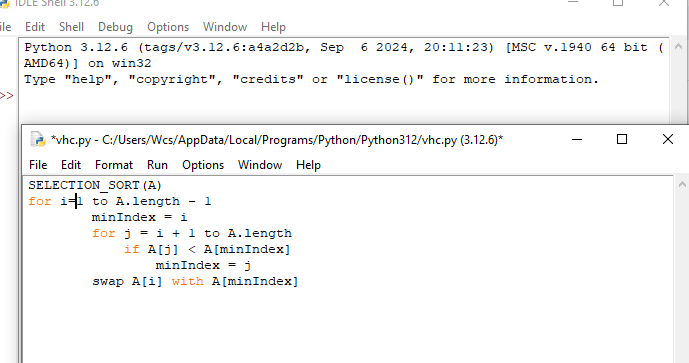 IDLE Shell 3.12.6
ile Edit Shell Debug Options Window Help
Python 3.12.6 (tags/v3.12.6:a4a2d2b, Sep  6 2024, 20:11:23) [MSC v.1940 64 bit (
AMD64)] on win32
Type "help", "copyright", "credits" or "license()" for more information.
>>
*vhc.py - C:/Users/Wcs/AppData/Local/Programs/Python/Python312/vhc.py (3.12.6)*
File Edit Format Run Options Window Help
SELECTION_SORT(A)
for i=1 to A.length - 1
        minIndex = i
        for j = i + 1 to A.length
            if A[j] < A[minIndex]
                minIndex = j
        swap A[i] with A[minIndex]